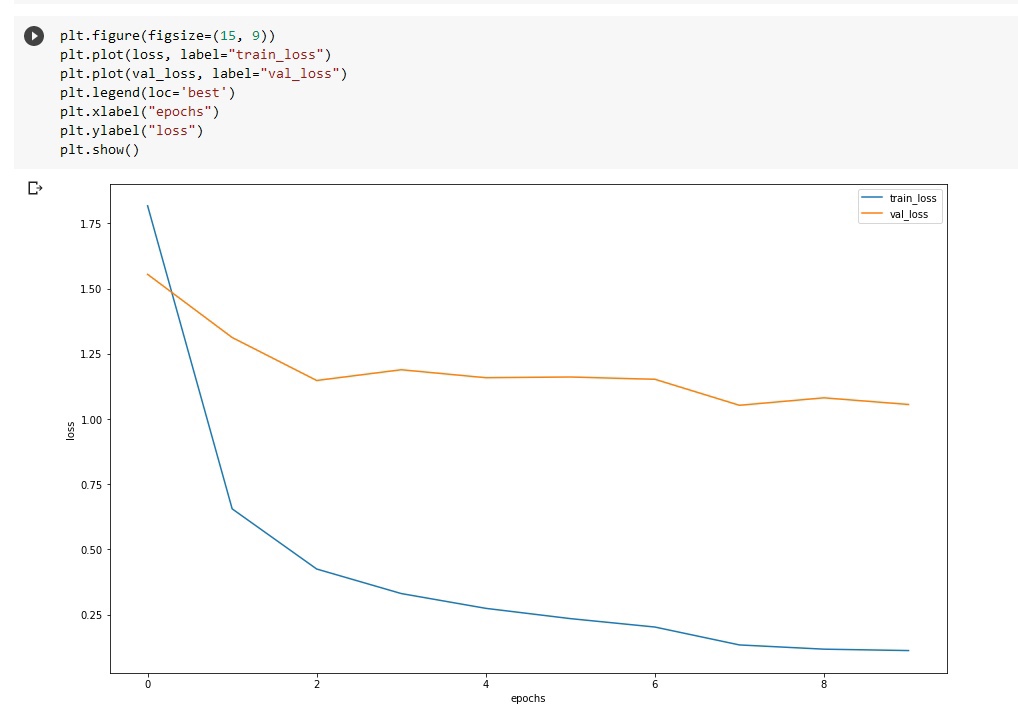 plt.figure(figsize=(15, 9))
plt.plot(loss, label="train_loss")
plt.plot(val_loss, label="val_loss")
plt.legend(loc='best')
plt.xlabel("epochs")
plt.ylabel("loss")
plt.show()
train_loss
val_loss
1.75
1.50
1.25
1.00
0.75
0.50
0.25
loss
0 2 4 6 8
epochs